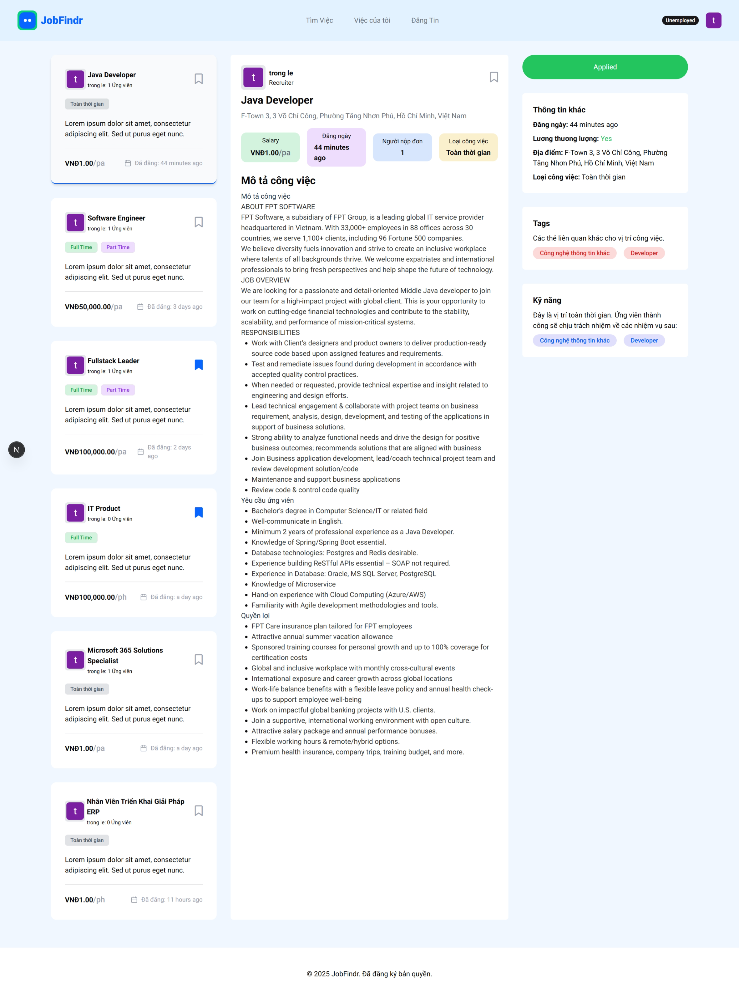 JobFindr
Tìm Việc
Việc của tôi
Đăng Tin
Unemployed
t
t
Java Developer
trong le: 1 Ứng viên
Toàn thời gian
Lorem ipsum dolor sit amet, consectetur
adipiscing elit. Sed ut purus eget nunc.
VNĐ1.00/pa
Đã đăng: 44 minutes ago
t
Software Engineer
trong le: 1 Ứng viên
Full Time
Part Time
Lorem ipsum dolor sit amet, consectetur
adipiscing elit. Sed ut purus eget nunc.
VNĐ50,000.00/pa
Đã đăng: 3 days ago
t
Fullstack Leader
trong le: 1 Ứng viên
Full Time
Part Time
Lorem ipsum dolor sit amet, consectetur
adipiscing elit. Sed ut purus eget nunc.
VNĐ100,000.00/pa
Đã đăng: 2 days
ago
N
t
IT Product
trong le: 0 Ứng viên
Full Time
Lorem ipsum dolor sit amet, consectetur
adipiscing elit. Sed ut purus eget nunc.
VNĐ100,000.00/ph
Đã đăng: a day ago
t
Microsoft 365 Solutions
Specialist
trong le: 1 Ứng viên
Toàn thời gian
Lorem ipsum dolor sit amet, consectetur
adipiscing elit. Sed ut purus eget nunc.
VNĐ1.00/pa
Đã đăng: a day ago
t
Nhân Viên Triển Khai Giải Pháp
ERP
trong le: 0 Ứng viên
Toàn thời gian
Lorem ipsum dolor sit amet, consectetur
adipiscing elit. Sed ut purus eget nunc.
VNĐ1.00/ph
Đã đăng: 11 hours ago
t
trong le
Recruiter
Java Developer
F-Town 3, 3 Võ Chí Công, Phường Tăng Nhơn Phú, Hồ Chí Minh, Việt Nam
Salary
VNĐ1.00/pa
Đăng ngày
44 minutes
ago
Người nộp đơn
1
Loại công việc
Toàn thời gian
Mô tả công việc
Mô tả công việc
ABOUT FPT SOFTWARE
FPT Software, a subsidiary of FPT Group, is a leading global IT service provider
headquartered in Vietnam. With 33,000+ employees in 88 offices across 30
countries, we serve 1,100+ clients, including 96 Fortune 500 companies.
We believe diversity fuels innovation and strive to create an inclusive workplace
where talents of all backgrounds thrive. We welcome expatriates and international
professionals to bring fresh perspectives and help shape the future of technology.
JOB OVERVIEW
We are looking for a passionate and detail-oriented Middle Java developer to join
our team for a high-impact project with global client. This is your opportunity to
work on cutting-edge financial technologies and contribute to the stability,
scalability, and performance of mission-critical systems.
RESPONSIBILITIES
• Work with Client’s designers and product owners to deliver production-ready
source code based upon assigned features and requirements.
• Test and remediate issues found during development in accordance with
accepted quality control practices.
• When needed or requested, provide technical expertise and insight related to
engineering and design efforts.
• Lead technical engagement & collaborate with project teams on business
requirement, analysis, design, development, and testing of the applications in
support of business solutions.
• Strong ability to analyze functional needs and drive the design for positive
business outcomes; recommends solutions that are aligned with business
• Join Business application development, lead/coach technical project team and
review development solution/code
• Maintenance and support business applications
• Review code & control code quality
Yêu cầu ứng viên
• Bachelor’s degree in Computer Science/IT or related field
• Well-communicate in English.
• Minimum 2 years of professional experience as a Java Developer.
• Knowledge of Spring/Spring Boot essential.
• Database technologies: Postgres and Redis desirable.
• Experience building ReSTful APIs essential – SOAP not required.
• Experience in Database: Oracle, MS SQL Server, PostgreSQL
• Knowledge of Microservice
• Hand-on experience with Cloud Computing (Azure/AWS)
• Familiarity with Agile development methodologies and tools.
Quyền lợi
• FPT Care insurance plan tailored for FPT employees
• Attractive annual summer vacation allowance
• Sponsored training courses for personal growth and up to 100% coverage for
certification costs
• Global and inclusive workplace with monthly cross-cultural events
• International exposure and career growth across global locations
• Work-life balance benefits with a flexible leave policy and annual health check-
ups to support employee well-being
• Work on impactful global banking projects with U.S. clients.
• Join a supportive, international working environment with open culture.
• Attractive salary package and annual performance bonuses.
• Flexible working hours & remote/hybrid options.
• Premium health insurance, company trips, training budget, and more.
Applied
Thông tin khác
Đăng ngày: 44 minutes ago
Lương thương lượng: Yes
Địa điểm: F-Town 3, 3 Võ Chí Công, Phường
Tăng Nhơn Phú, Hồ Chí Minh, Việt Nam
Loại công việc: Toàn thời gian
Tags
Các thẻ liên quan khác cho vị trí công việc.
Công nghệ thông tin khác
Developer
Kỹ năng
Đây là vị trí toàn thời gian. Ứng viên thành
công sẽ chịu trách nhiệm về các nhiệm vụ sau:
Công nghệ thông tin khác
Developer
© 2025 JobFindr. Đã đăng ký bản quyền.